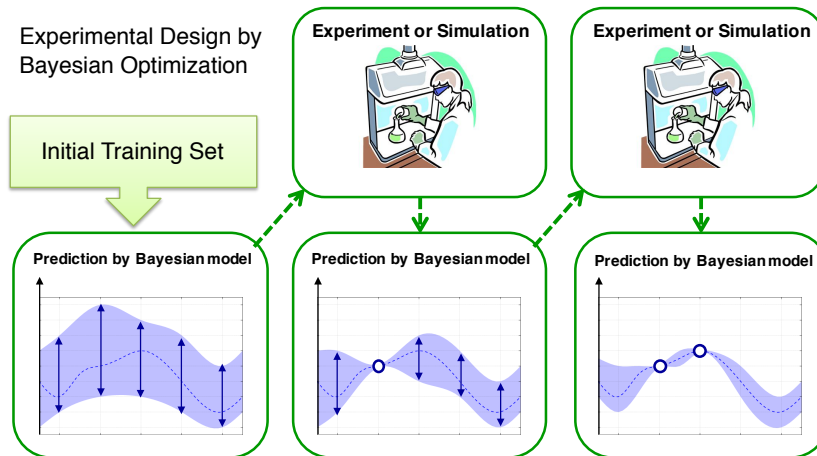 Experimental Design by
Bayesian Optimization
Initial Training Set
Experiment or Simulation
Experiment or Simulation
Prediction by Bayesian model
Prediction by Bayesian model
Prediction by Bayesian model